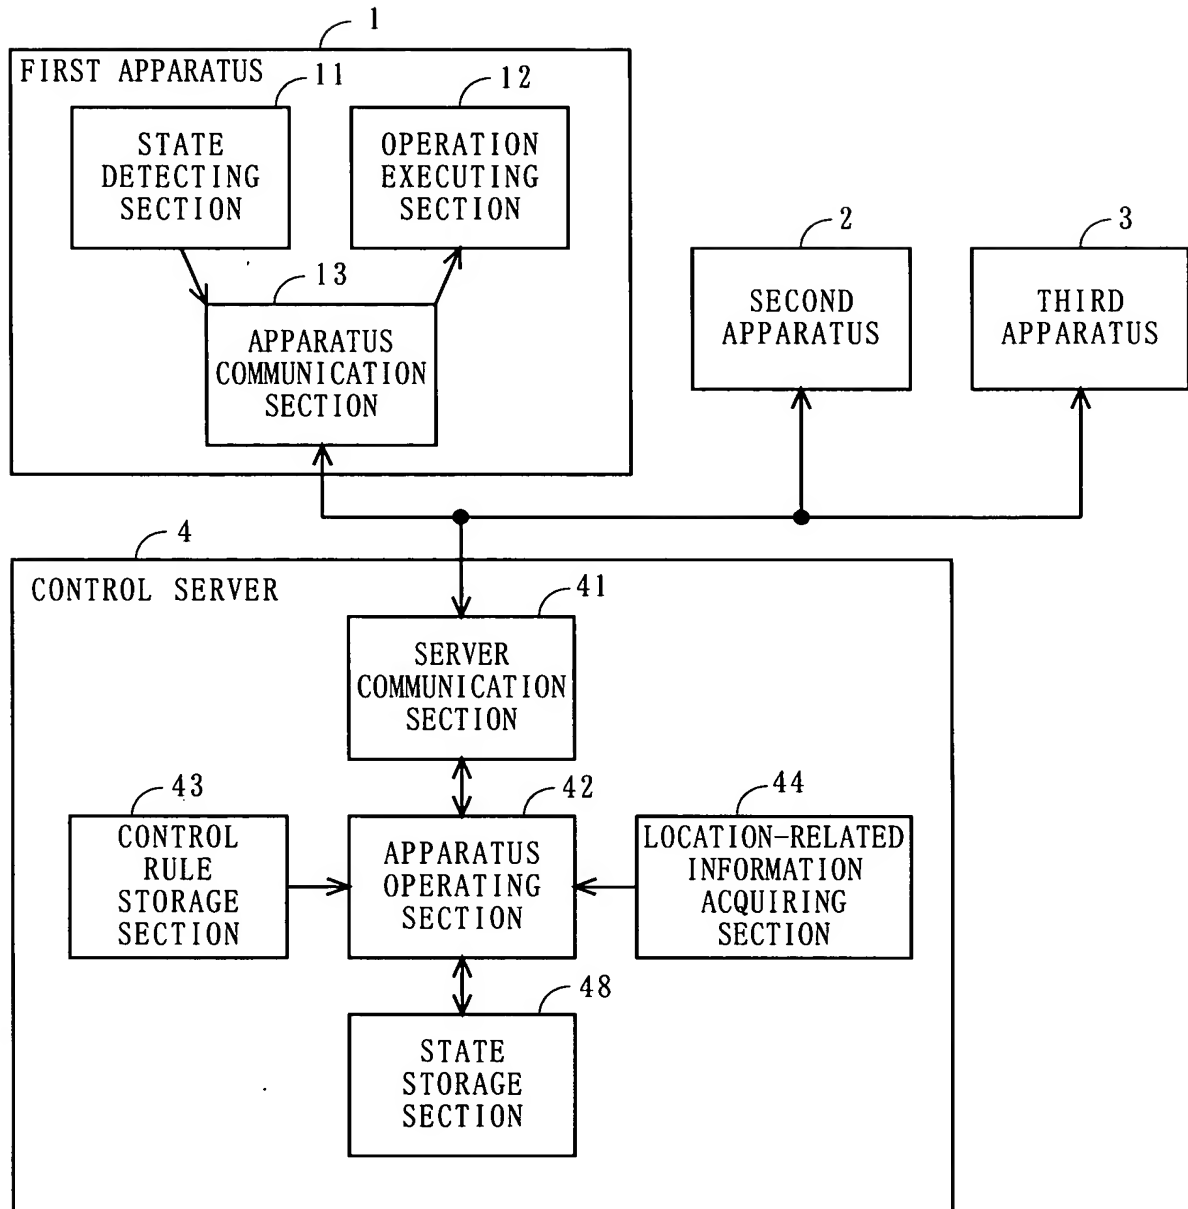 1
FIRST APPARATUS
11
12
STATE
DETECTING
SECTION
OPERATION
EXECUTING
SECTION
13
APPARATUS
COMMUNICATION
SECTION
2
SECOND
APPARATUS
3
THIRD
APPARATUS
4
CONTROL SERVER
41
SERVER
COMMUNICATION
SECTION
43
CONTROL
RULE
STORAGE
SECTION
42
APPARATUS
OPERATING
SECTION
44
LOCATION-RELATED
INFORMATION
ACQUIRING
SECTION
48
STATE
STORAGE
SECTION